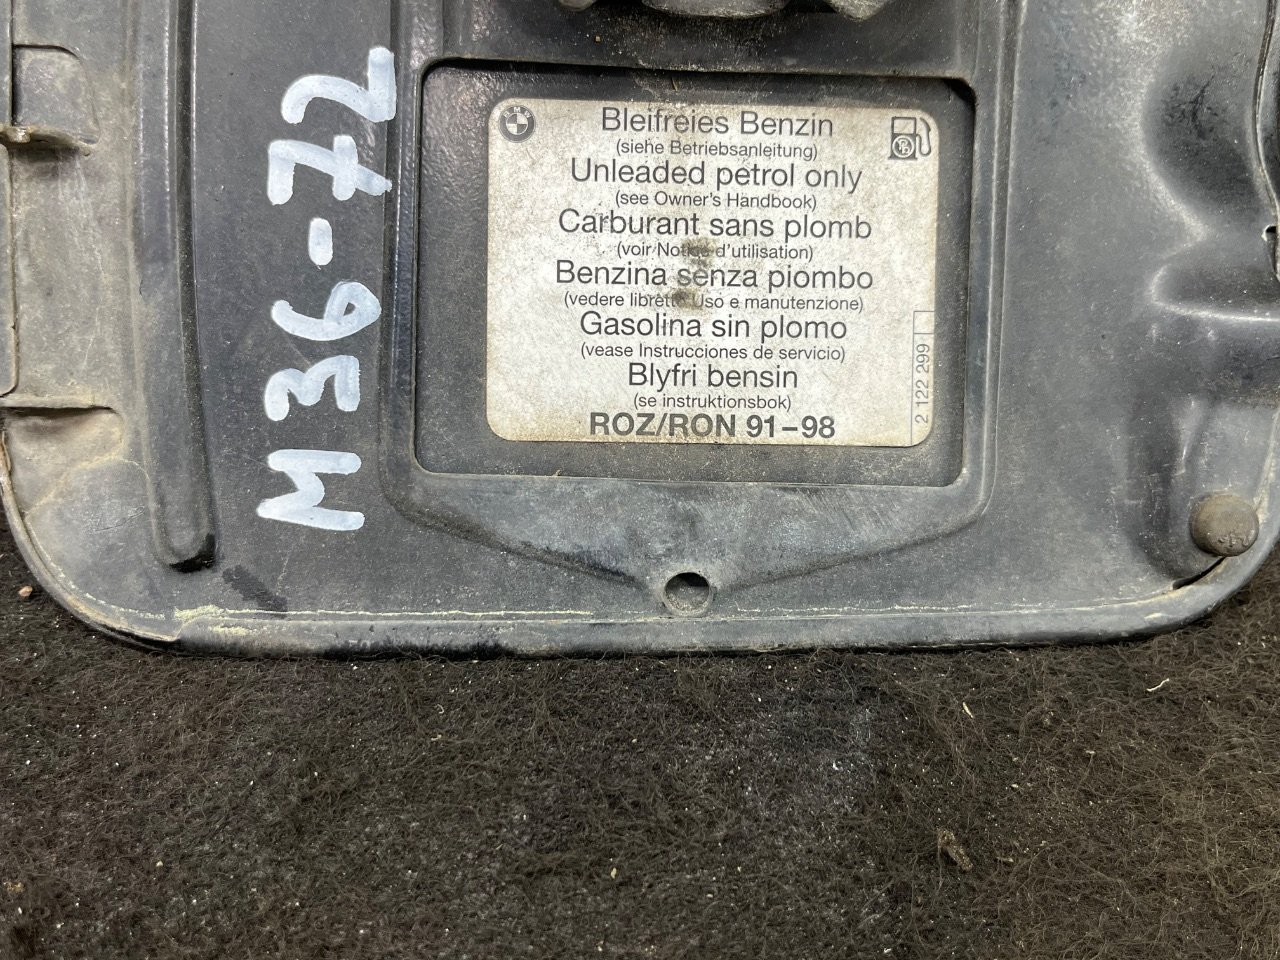 M36-72
BMW
Bleifreies Benzin
(siehe Betriebsanleitung)
Unleaded petrol only
(see Owner's Handbook)
Carburant sans plomb
(voir Notice d'utilisation)
Benzina senza piombo
(vedere libretto Uso e manutenzione)
Gasolina sin plomo
(vease Instrucciones de servicio)
Blyfri bensin
(se instruktionsbok)
ROZ/RON 91–98
2 122 299